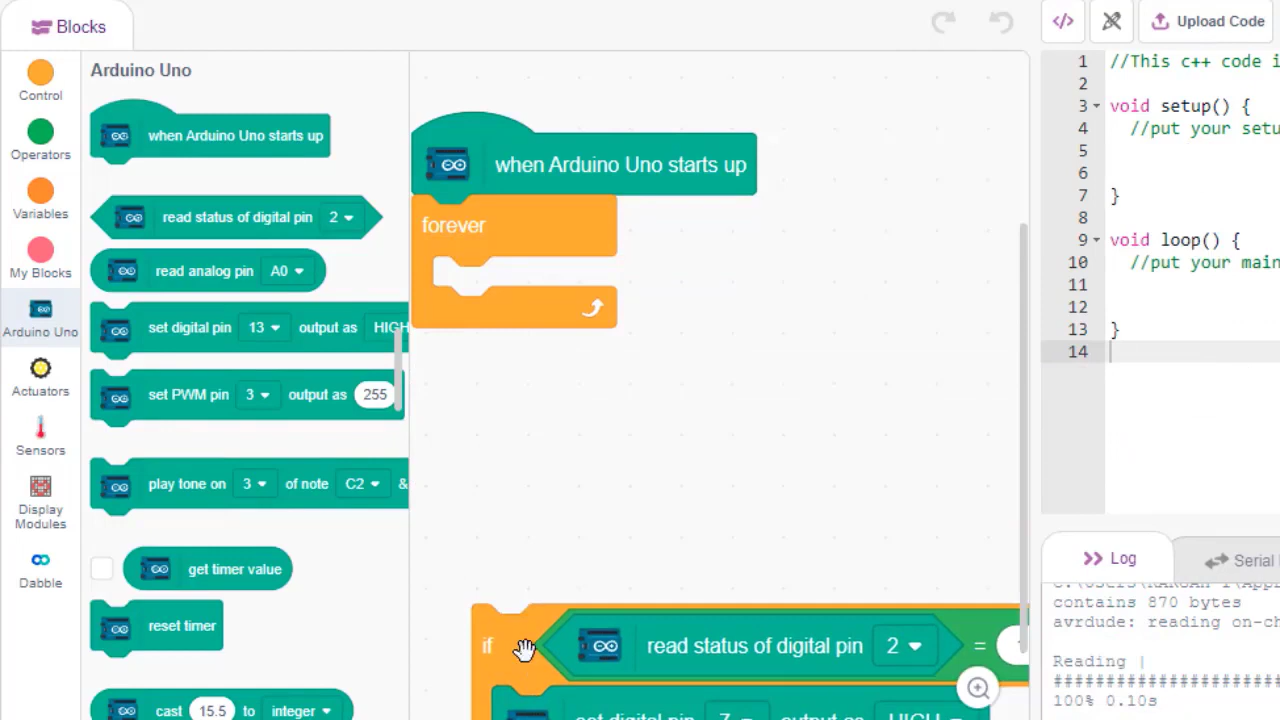 Blocks
</> Upload Code
Control
Operators
Variables
My Blocks
Arduino Uno
Actuators
Sensors
Display
Modules
Dabble
Arduino Uno
when Arduino Uno starts up
read status of digital pin 2
read analog pin A0
set digital pin 13 output as HIGH
set PWM pin 3 output as 255
play tone on 3 of note C2 &
get timer value
reset timer
cast 15.5 to integer
when Arduino Uno starts up
forever
if read status of digital pin 2 =
set digital pin 7 output as HIGH
1 //This c++ code i
2
3 void setup() {
4 //put your setu
5
6
7 }
8
9 void loop() {
10 //put your main
11
12
13 }
14
Log
Serial
contains 870 bytes
avrdude: reading on-ch
Reading |
########################
100% 0.10s